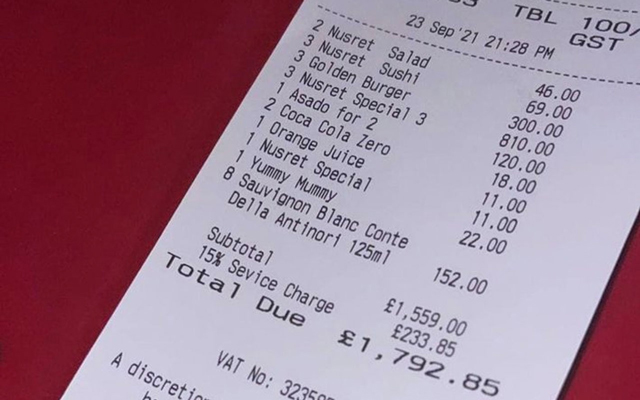 TBL 100/
GST
23 Sep'21 21:28 PM
2 Nusret Salad 46.00
3 Nusret Sushi 69.00
3 Golden Burger 300.00
3 Nusret Special 3 810.00
1 Asado for 2 120.00
2 Coca Cola Zero 18.00
1 Orange Juice 11.00
1 Nusret Special 11.00
1 Yummy Mummy 22.00
8 Sauvignon Blanc Conte
Della Antinori 125ml 152.00
Subtotal £1,559.00
15% Sevice Charge £233.85
Total Due £1,792.85
VAT No: 3235
A discretio